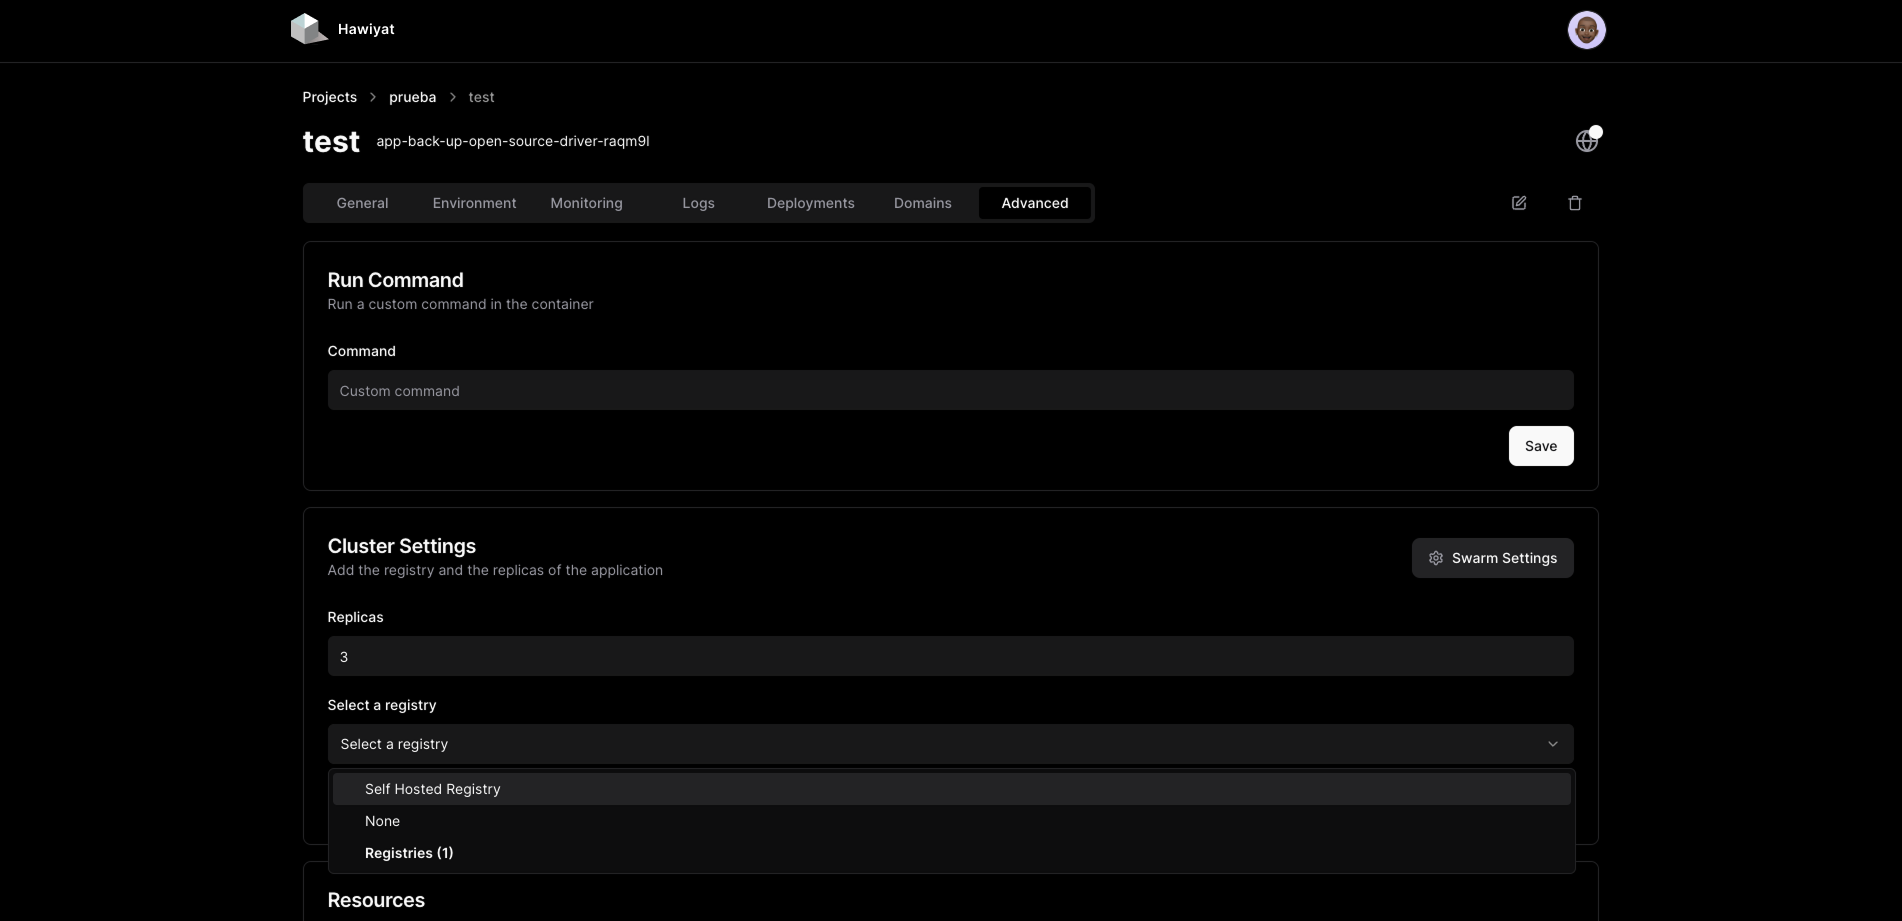 Hawiyat
Projects > prueba > test
test app-back-up-open-source-driver-raqm9l
General Environment Monitoring Logs Deployments Domains Advanced
Run Command
Run a custom command in the container
Command
Custom command
Save
Cluster Settings
Add the registry and the replicas of the application
Swarm Settings
Replicas
3
Select a registry
Select a registry
Self Hosted Registry
None
Registries (1)
Resources